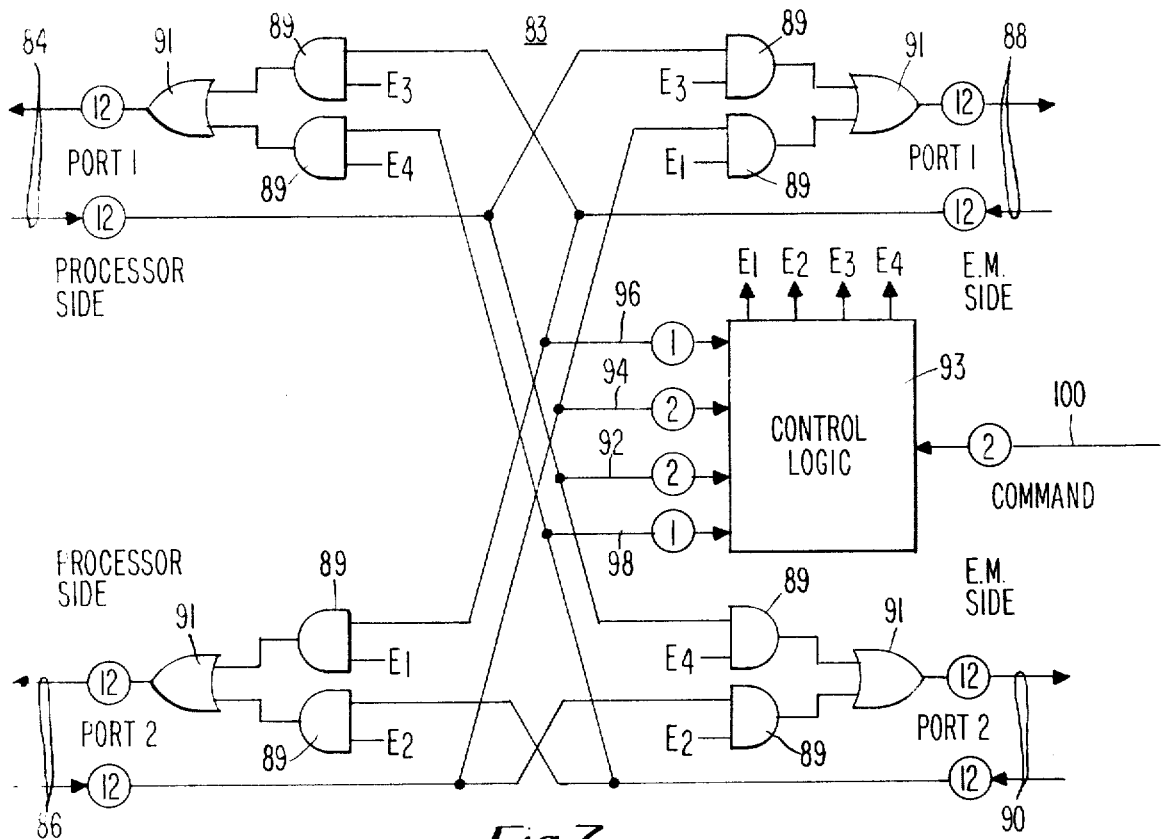 84
91
89
83
89
91
88
E3
E3
12
12
PORT 1
E4
E1
PORT 1
89
89
12
12
PROCESSOR
SIDE
E.M.
SIDE
E1 E2 E3 E4
96
1
93
94
2
CONTROL
LOGIC
100
92
2
2
COMMAND
98
1
PROCESSOR
SIDE
E.M.
SIDE
89
89
91
91
E1
E4
12
12
PORT 2
E2
E2
PORT 2
89
89
12
12
86
90
Fig.7